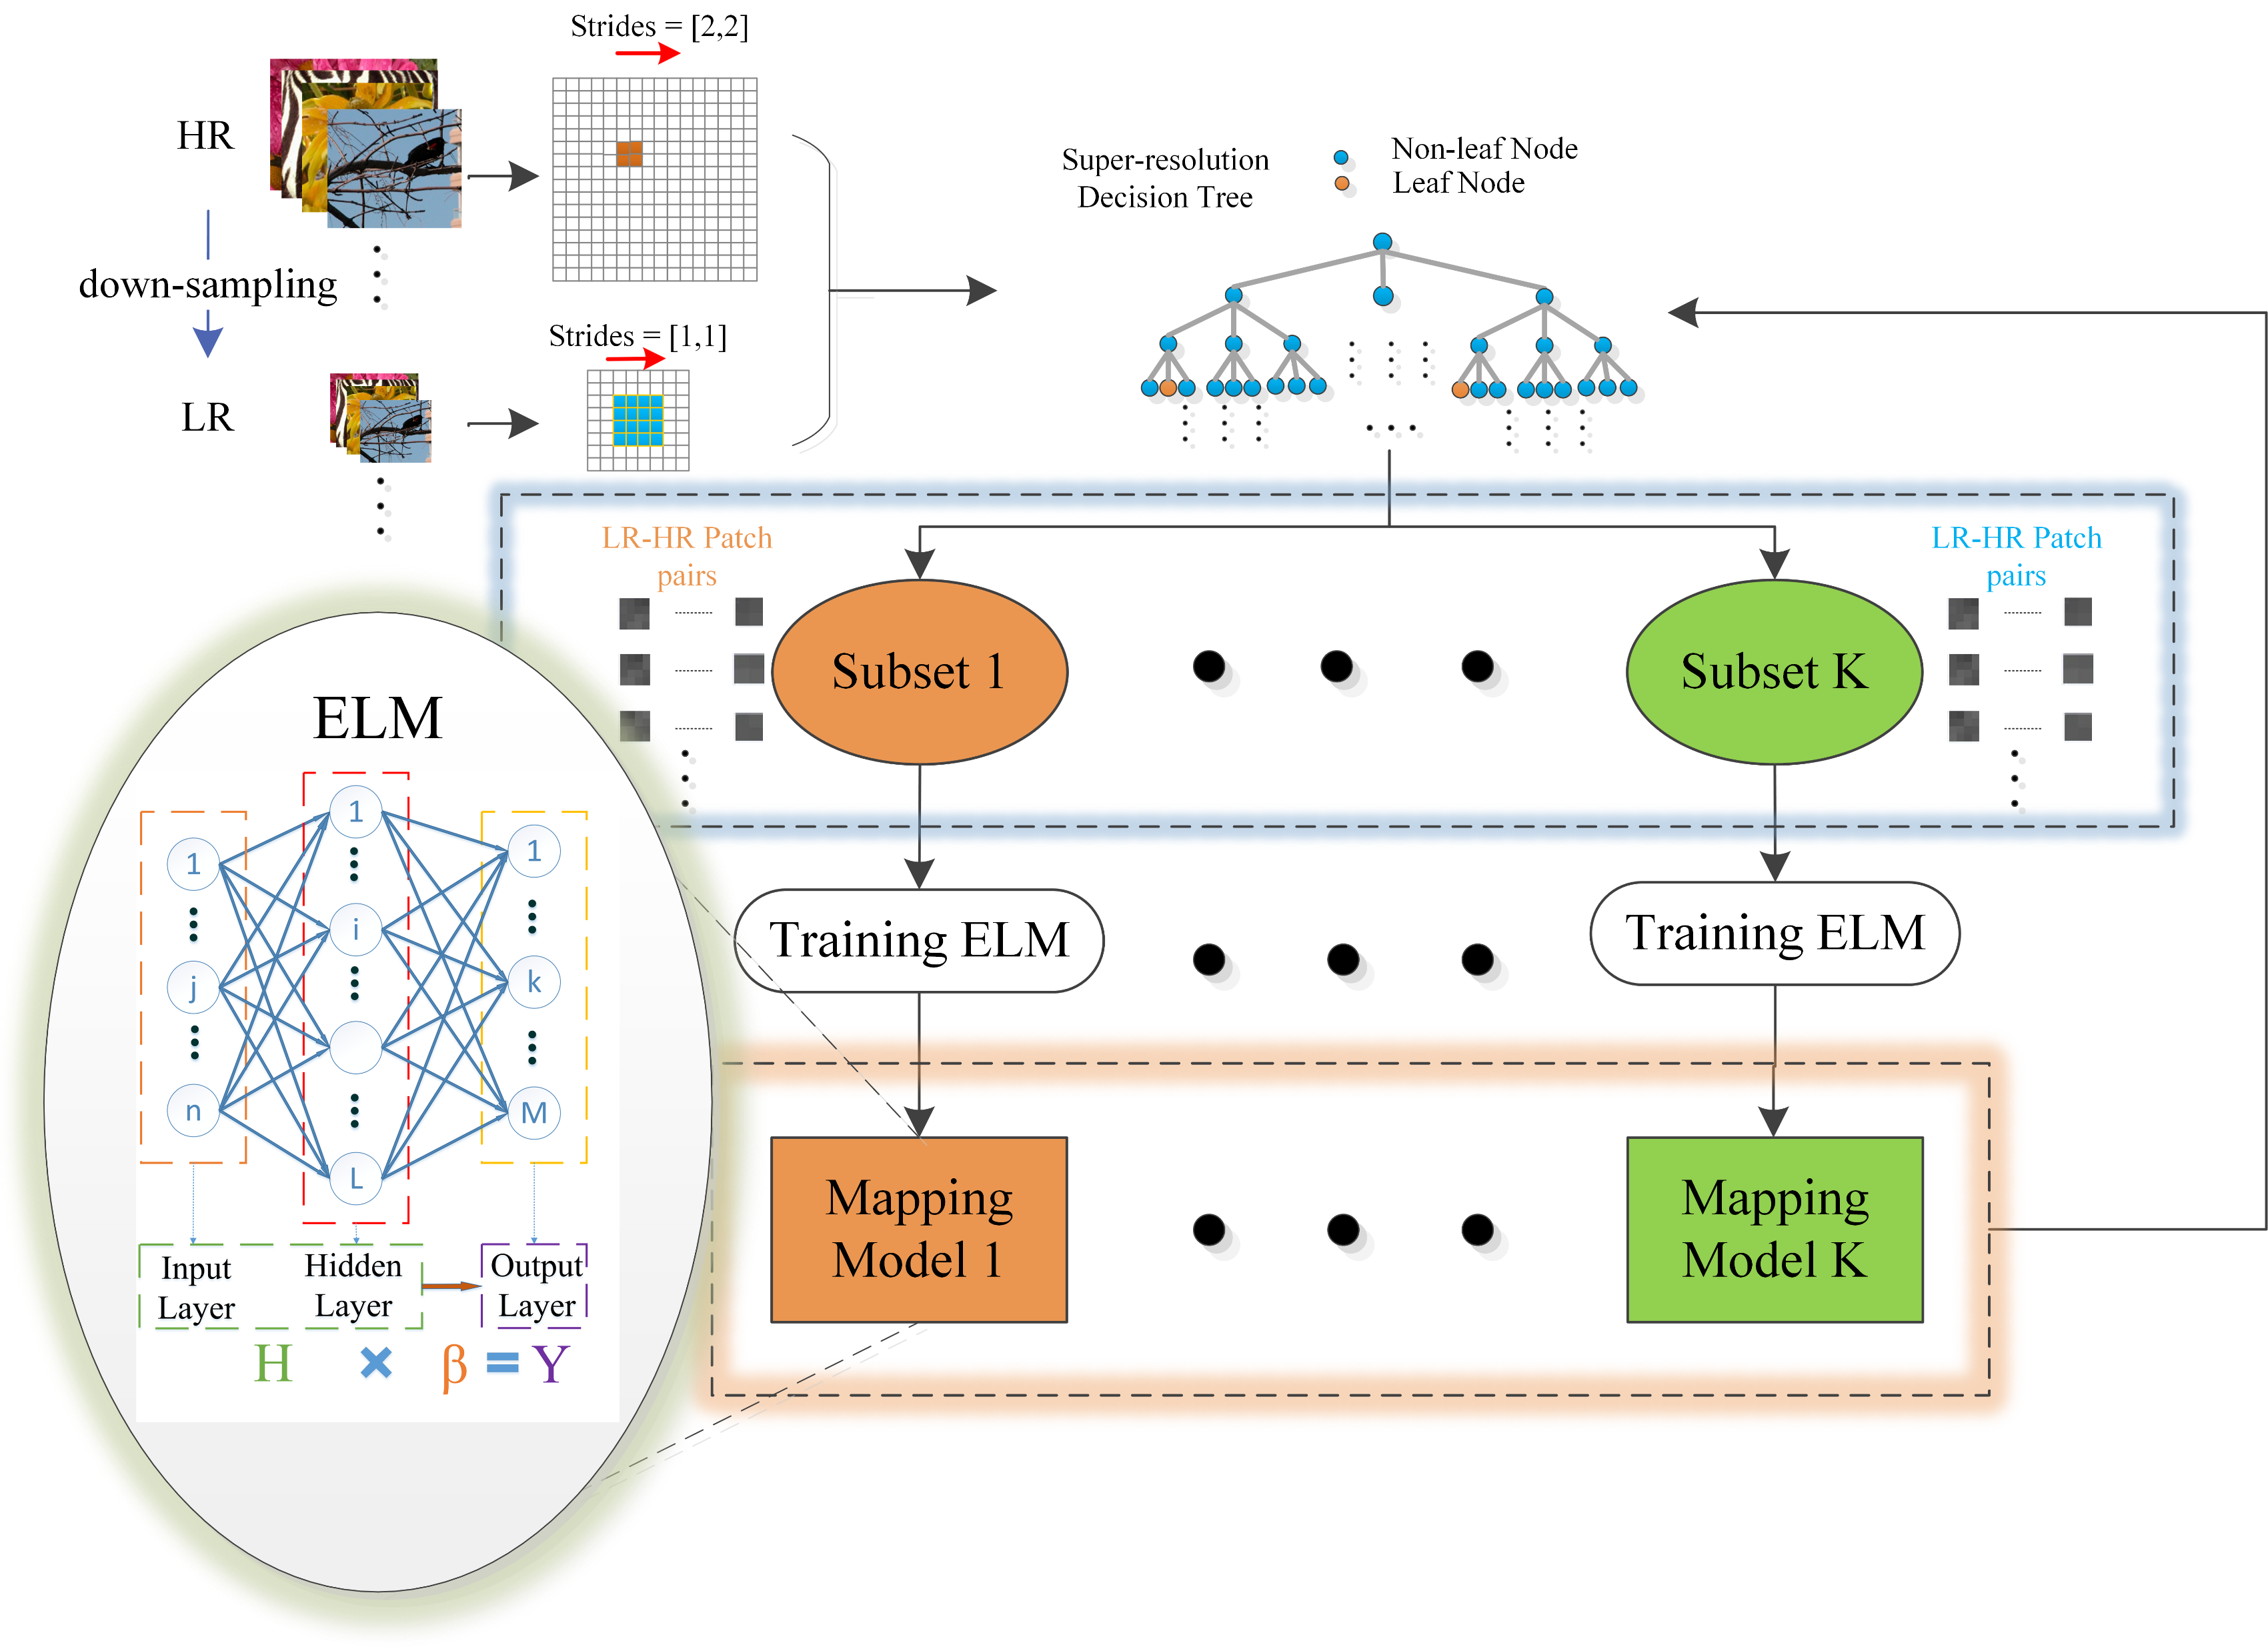 Strides = [2,2]
HR
down-sampling
Strides = [1,1]
LR
Super-resolution
Decision Tree
Non-leaf Node
Leaf Node
LR-HR Patch
pairs
LR-HR Patch
pairs
Subset 1
Subset K
ELM
1
j
n
1
i
L
1
k
M
Input
Layer
Hidden
Layer
Output
Layer
H × β = Y
Training ELM
Training ELM
Mapping
Model 1
Mapping
Model K